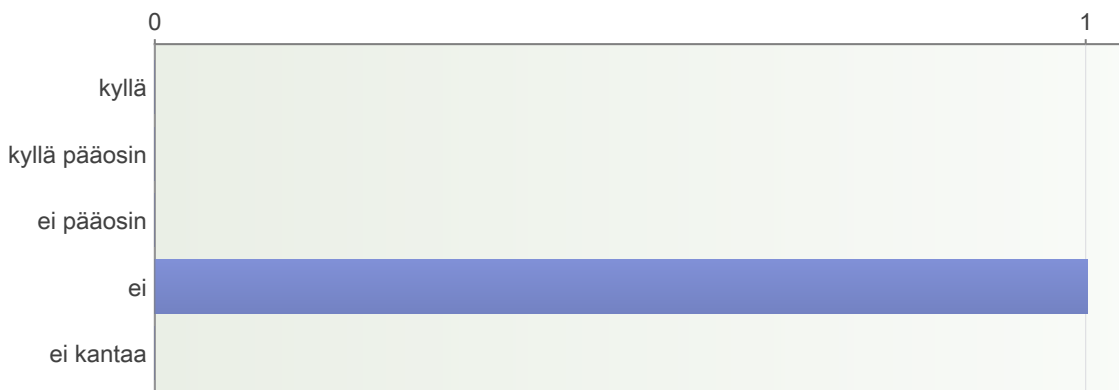 0 1
kyllä
kyllä pääosin
ei pääosin
ei
ei kantaa